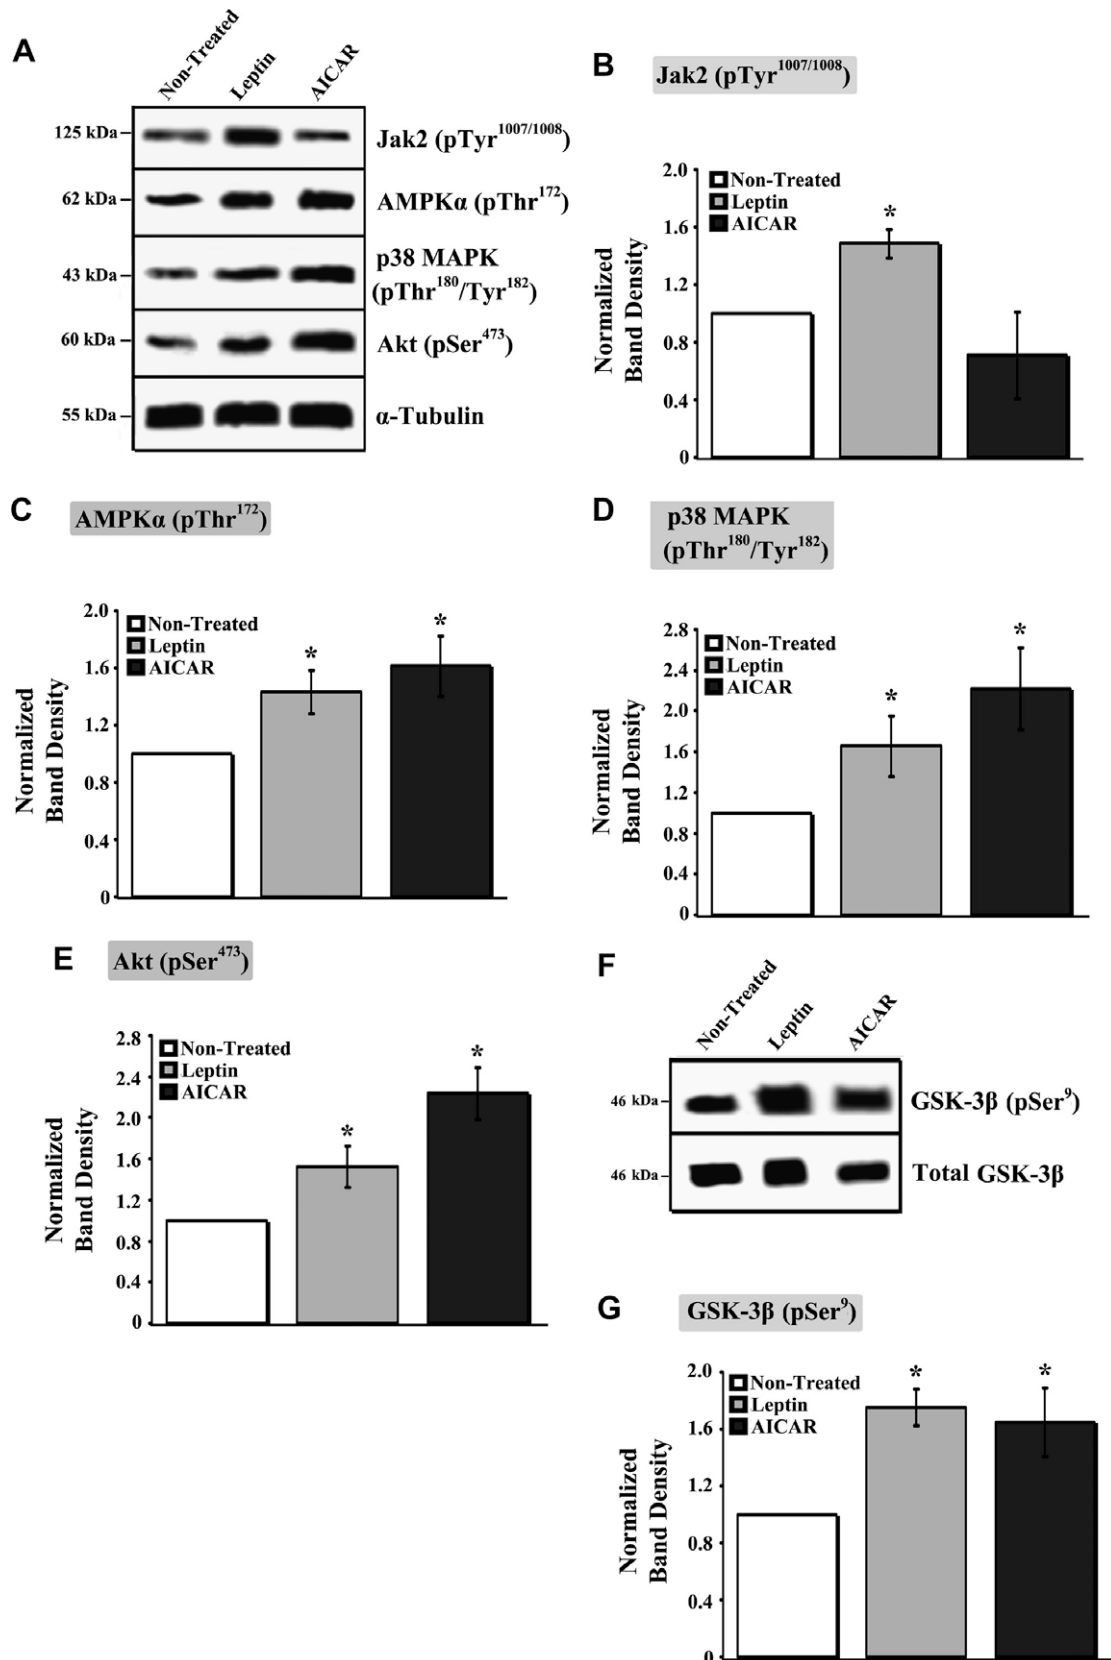 A
Non-Treated
Leptin
AICAR
125 kDa
Jak2 (pTyr1007/1008)
62 kDa
AMPKα (pThr172)
43 kDa
p38 MAPK
(pThr180/Tyr182)
60 kDa
Akt (pSer473)
55 kDa
α-Tubulin
B
Jak2 (pTyr1007/1008)
Normalized
Band Density
2.0
1.6
1.2
0.8
0.4
0
Non-Treated
Leptin
AICAR
*
C
AMPKα (pThr172)
Normalized
Band Density
2.0
1.6
1.2
0.8
0.4
0
Non-Treated
Leptin
AICAR
*
*
D
p38 MAPK
(pThr180/Tyr182)
Normalized
Band Density
2.8
2.4
2.0
1.6
1.2
0.8
0.4
0
Non-Treated
Leptin
AICAR
*
*
E
Akt (pSer473)
Normalized
Band Density
2.8
2.4
2.0
1.6
1.2
0.8
0.4
0
Non-Treated
Leptin
AICAR
*
*
F
Non-Treated
Leptin
AICAR
46 kDa
GSK-3β (pSer9)
46 kDa
Total GSK-3β
G
GSK-3β (pSer9)
Normalized
Band Density
2.0
1.6
1.2
0.8
0.4
0
Non-Treated
Leptin
AICAR
*
*